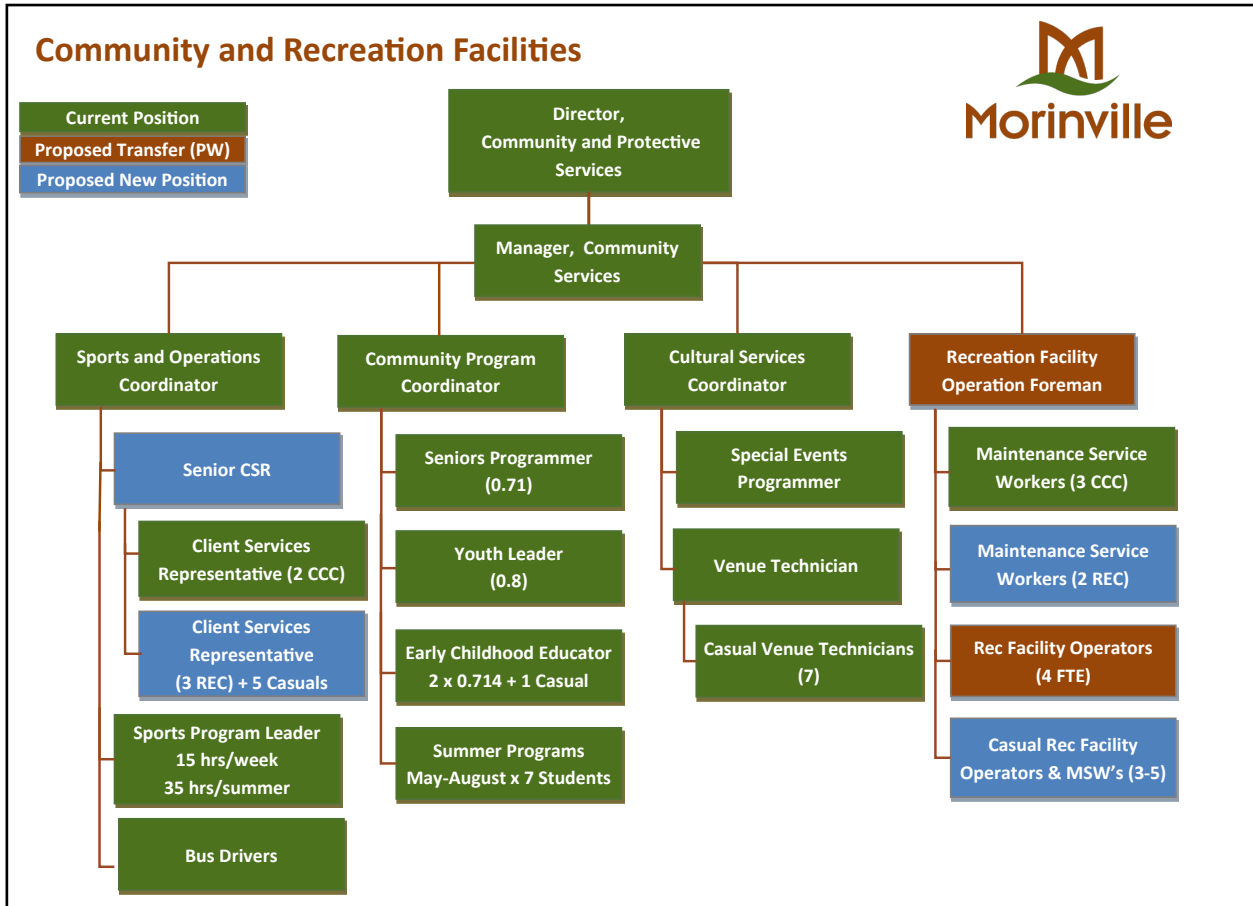 Community and Recreation Facilities
Morinville
Current Position
Proposed Transfer (PW)
Proposed New Position
Director,
Community and Protective
Services
Manager, Community
Services
Sports and Operations
Coordinator
Senior CSR
Client Services
Representative (2 CCC)
Client Services
Representative
(3 REC) + 5 Casuals
Sports Program Leader
15 hrs/week
35 hrs/summer
Bus Drivers
Community Program
Coordinator
Seniors Programmer
(0.71)
Youth Leader
(0.8)
Early Childhood Educator
2 x 0.714 + 1 Casual
Summer Programs
May-August x 7 Students
Cultural Services
Coordinator
Special Events
Programmer
Venue Technician
Casual Venue Technicians
(7)
Recreation Facility
Operation Foreman
Maintenance Service
Workers (3 CCC)
Maintenance Service
Workers (2 REC)
Rec Facility Operators
(4 FTE)
Casual Rec Facility
Operators & MSW's (3-5)